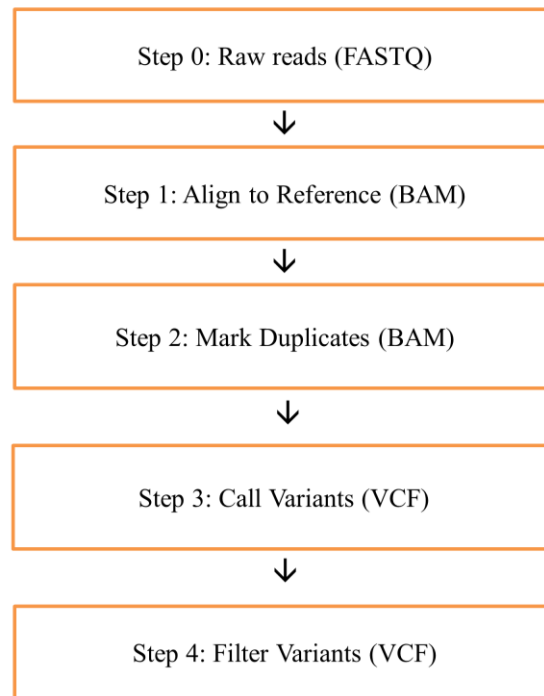 Step 0: Raw reads (FASTQ)
Step 1: Align to Reference (BAM)
Step 2: Mark Duplicates (BAM)
Step 3: Call Variants (VCF)
Step 4: Filter Variants (VCF)